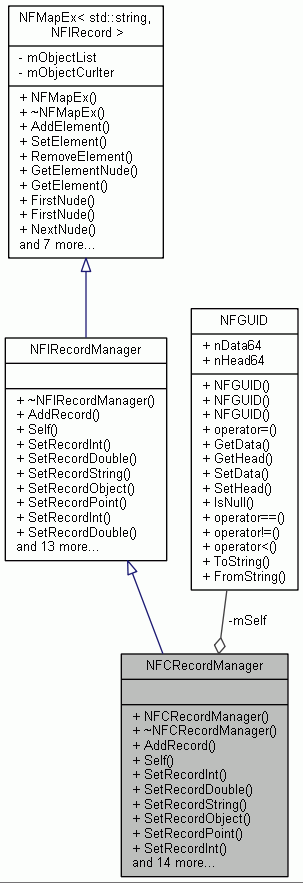 NFMapEx< std::string,
NFIRecord >
- mObjectList
- mObjectCurIter
+ NFMapEx()
+ ~NFMapEx()
+ AddElement()
+ SetElement()
+ RemoveElement()
+ GetElementNude()
+ GetElement()
+ FirstNude()
+ FirstNude()
+ NextNude()
and 7 more...
NFIRecordManager
+ ~NFIRecordManager()
+ AddRecord()
+ Self()
+ SetRecordInt()
+ SetRecordDouble()
+ SetRecordString()
+ SetRecordObject()
+ SetRecordPoint()
+ SetRecordInt()
+ SetRecordDouble()
and 13 more...
NFGUID
+ nData64
+ nHead64
+ NFGUID()
+ NFGUID()
+ NFGUID()
+ operator=()
+ GetData()
+ GetHead()
+ SetData()
+ SetHead()
+ IsNull()
+ operator==()
+ operator!=()
+ operator<()
+ ToString()
+ FromString()
-mSelf
NFCRecordManager
+ NFCRecordManager()
+ ~NFCRecordManager()
+ AddRecord()
+ Self()
+ SetRecordInt()
+ SetRecordDouble()
+ SetRecordString()
+ SetRecordObject()
+ SetRecordPoint()
+ SetRecordInt()
and 14 more...